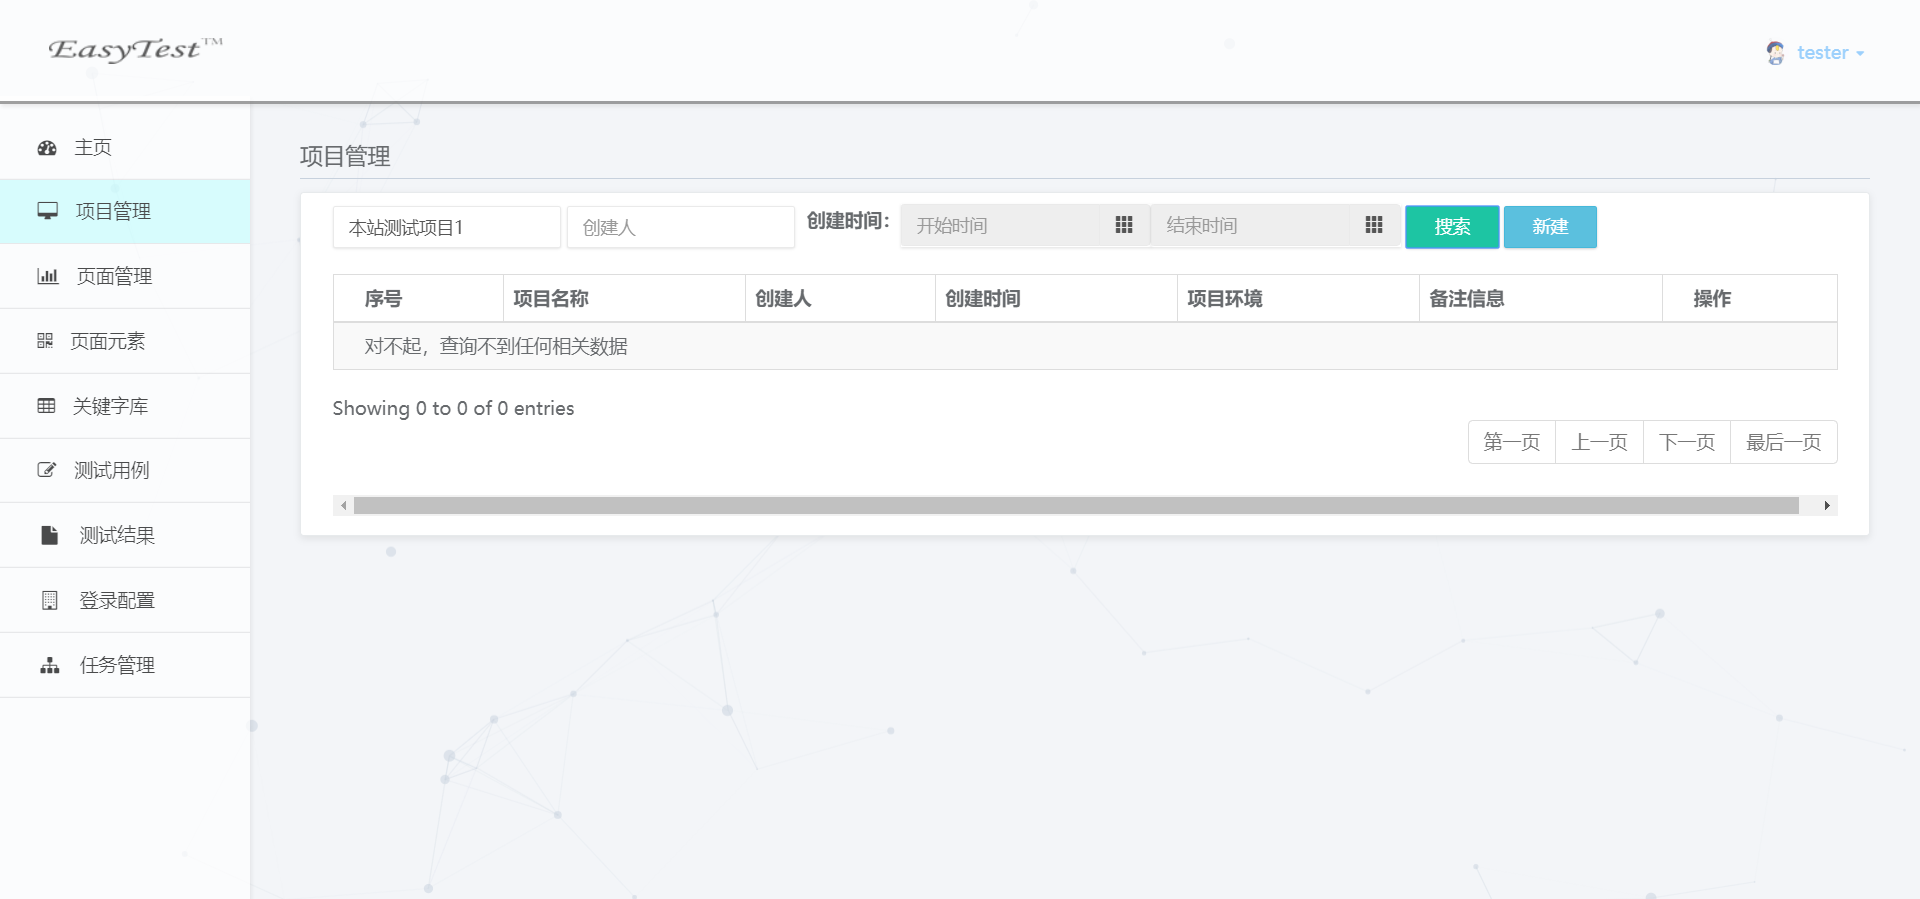 EasyTest™
tester
主页
项目管理
页面管理
页面元素
关键字库
测试用例
测试结果
登录配置
任务管理
项目管理
本站测试项目1 创建人 创建时间： 开始时间 结束时间 搜索 新建
序号 项目名称 创建人 创建时间 项目环境 备注信息 操作
对不起，查询不到任何相关数据
Showing 0 to 0 of 0 entries
第一页 上一页 下一页 最后一页